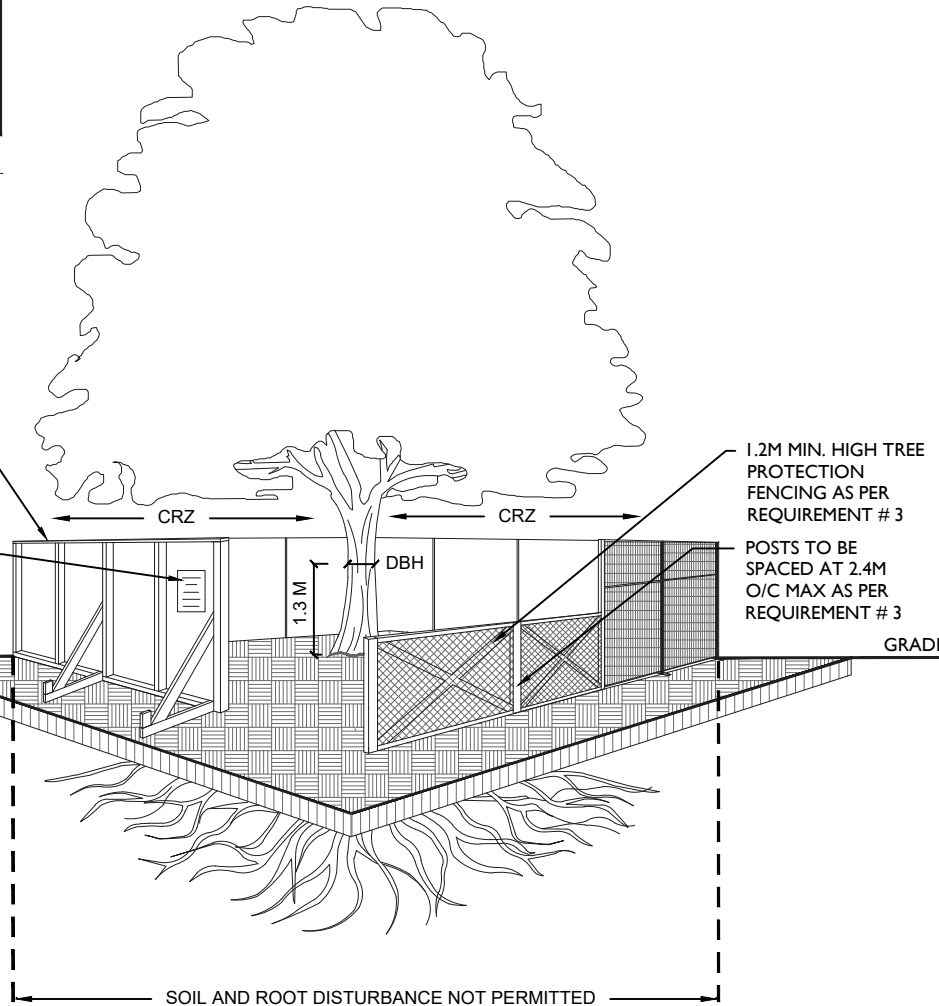 1.2M MIN. HIGH TREE
PROTECTION
FENCING AS PER
REQUIREMENT # 3
CRZ
CRZ
POSTS TO BE
SPACED AT 2.4M
O/C MAX AS PER
REQUIREMENT # 3
DBH
1.3 M
GRADE
SOIL AND ROOT DISTURBANCE NOT PERMITTED